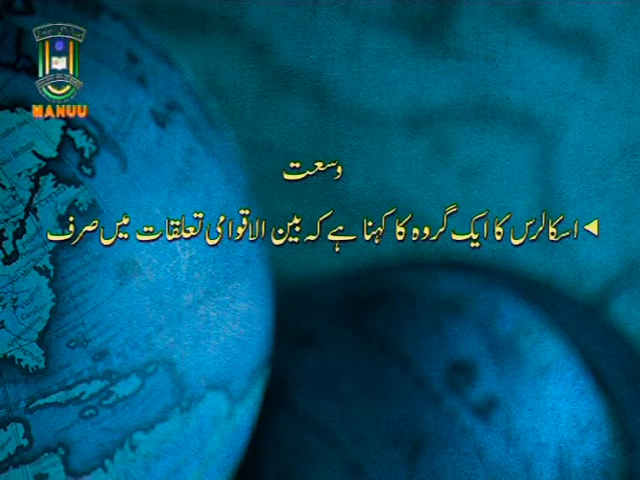 MANUU
وسعت
◄ اسکالرس کا ایک گروہ کا کہنا ہے کہ بین الاقوامی تعلقات میں صرف